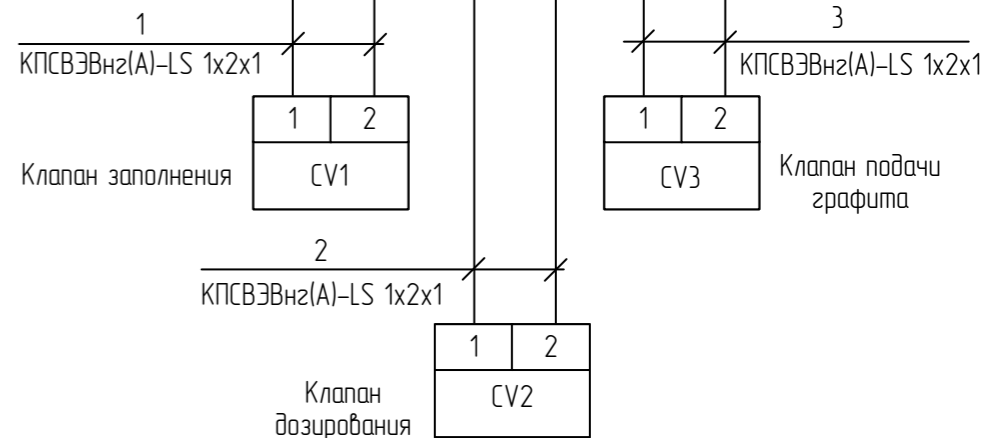 1
КПСВЭВнг(А)-LS 1x2x1
3
КПСВЭВнг(А)-LS 1x2x1
1 2
Клапан заполнения
CV1
1 2
CV3
Клапан подачи
графита
2
КПСВЭВнг(А)-LS 1x2x1
1 2
Клапан
дозирования
CV2